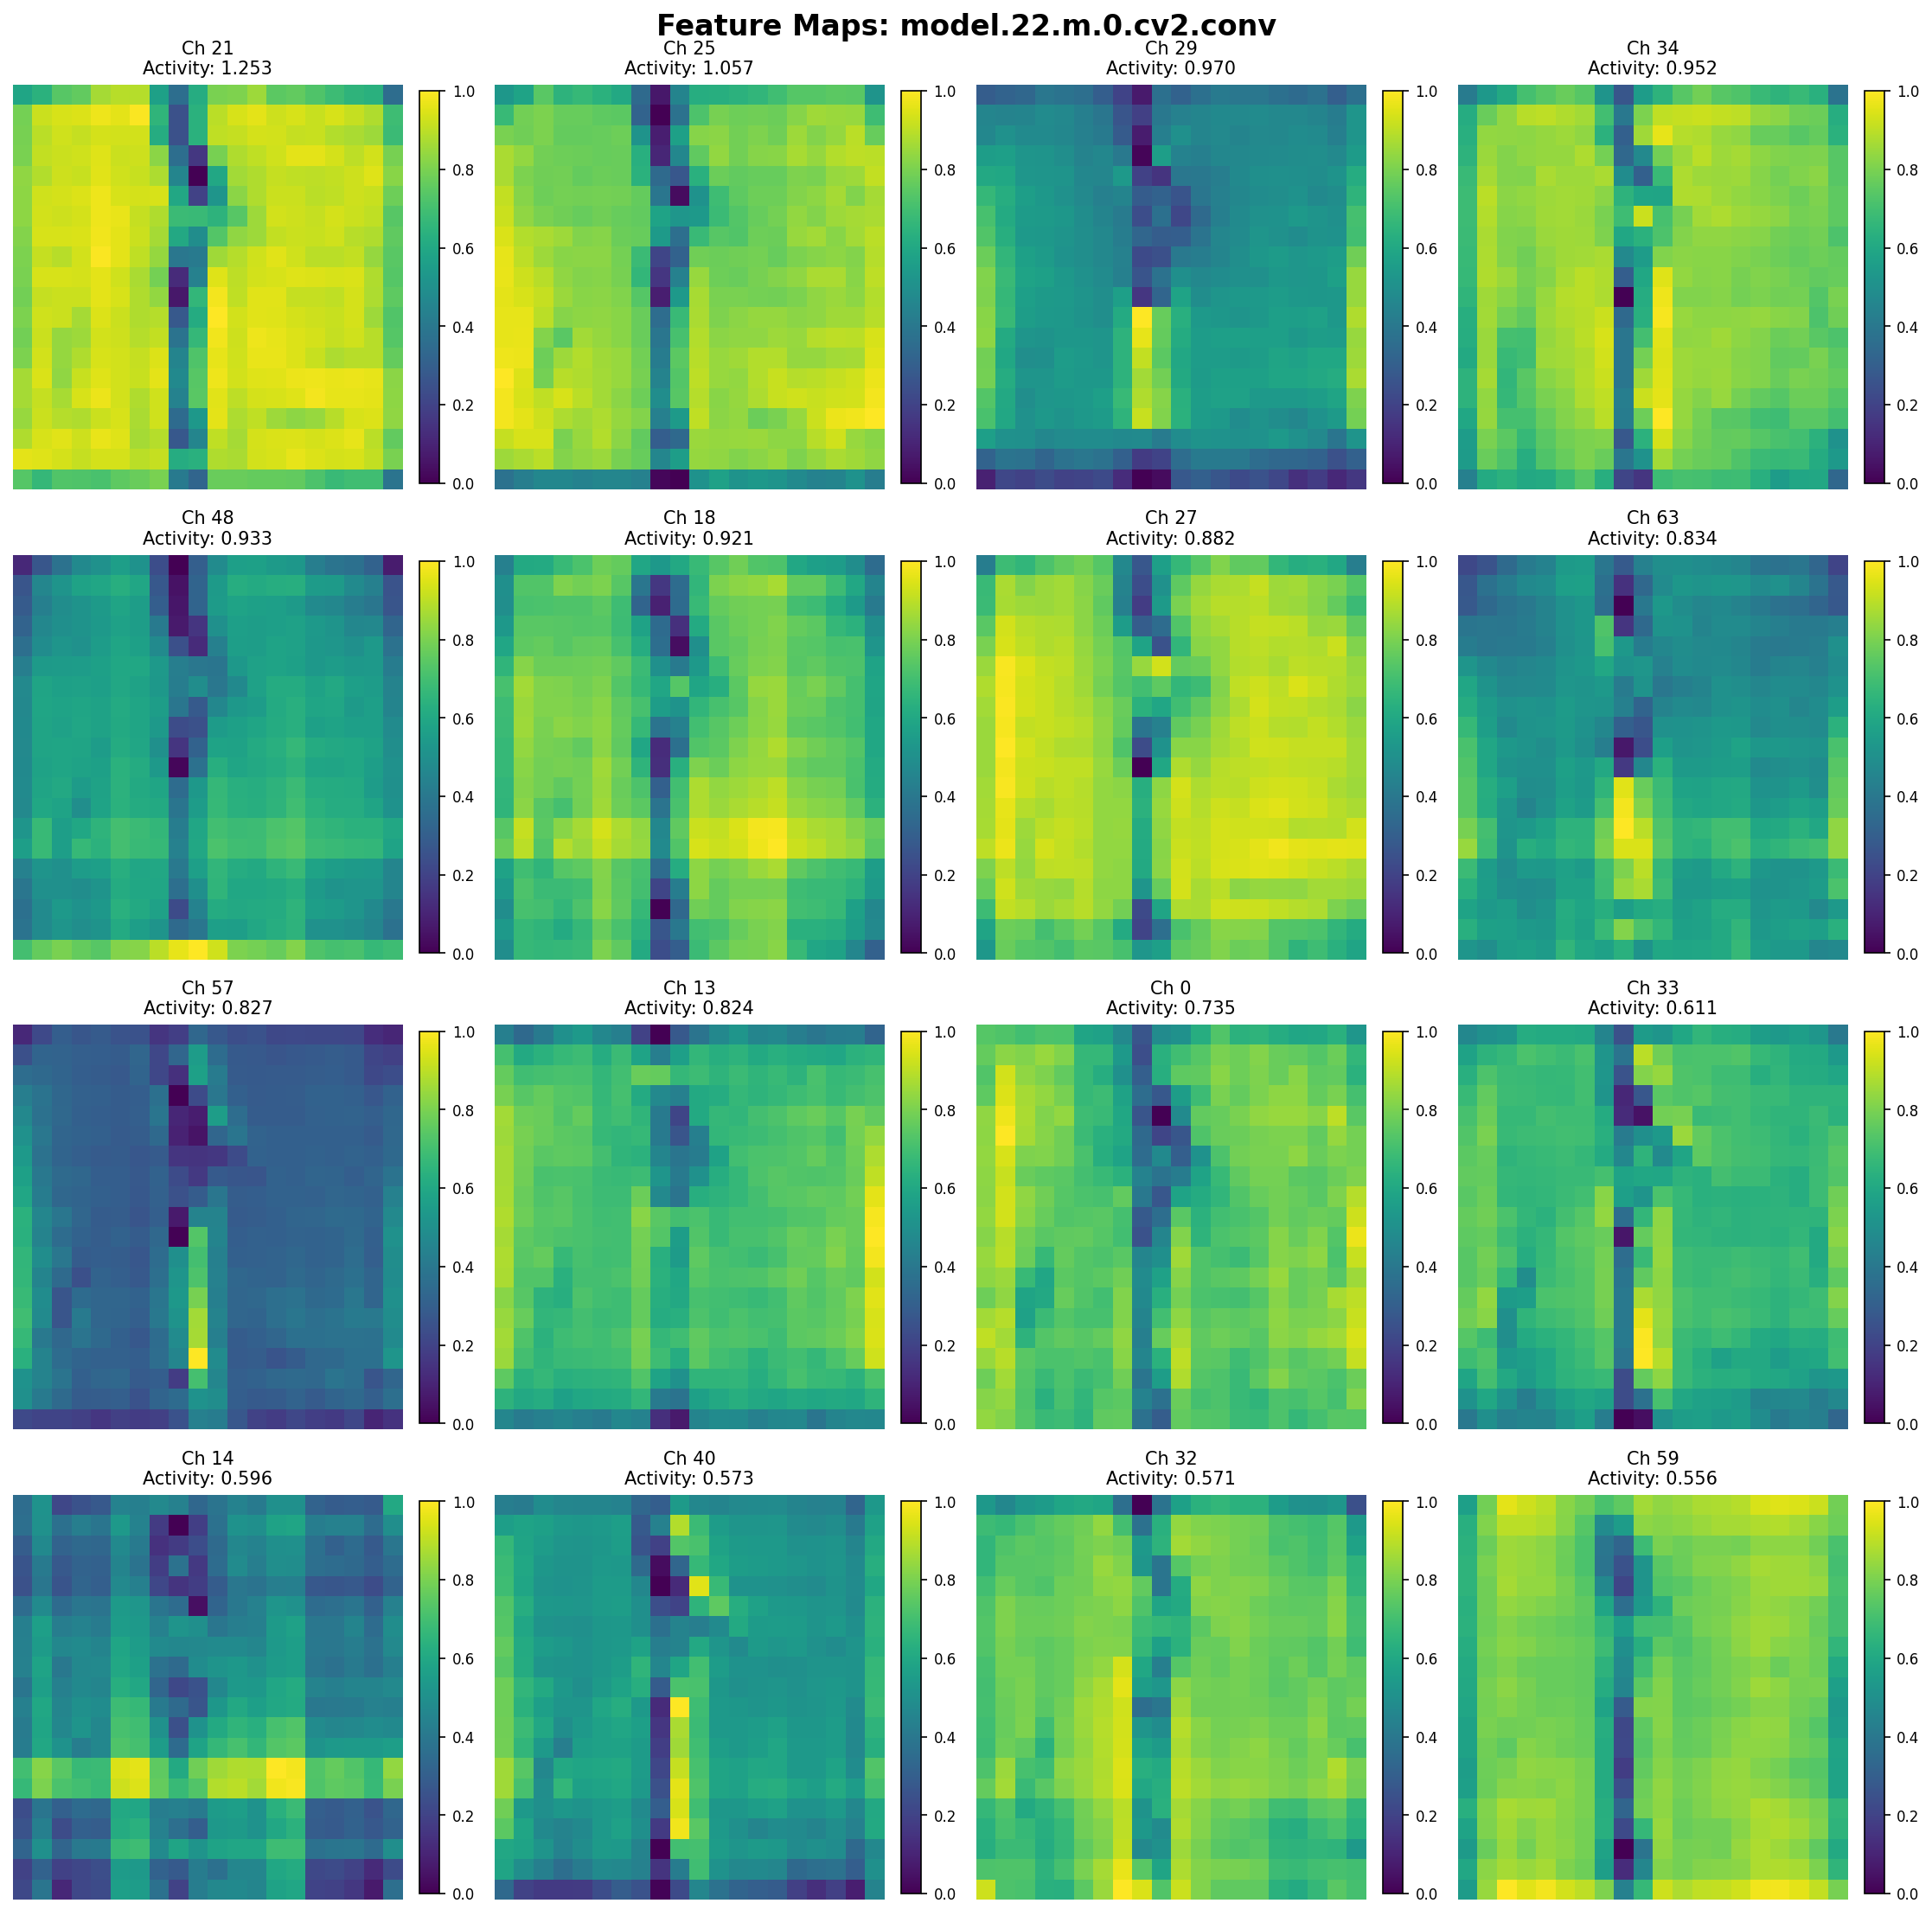 Feature Maps: model.22.m.0.cv2.conv
Ch 21
Activity: 1.253
1.0
0.8
0.6
0.4
0.2
0.0
Ch 25
Activity: 1.057
1.0
0.8
0.6
0.4
0.2
0.0
Ch 29
Activity: 0.970
1.0
0.8
0.6
0.4
0.2
0.0
Ch 34
Activity: 0.952
1.0
0.8
0.6
0.4
0.2
0.0
Ch 48
Activity: 0.933
1.0
0.8
0.6
0.4
0.2
0.0
Ch 18
Activity: 0.921
1.0
0.8
0.6
0.4
0.2
0.0
Ch 27
Activity: 0.882
1.0
0.8
0.6
0.4
0.2
0.0
Ch 63
Activity: 0.834
1.0
0.8
0.6
0.4
0.2
0.0
Ch 57
Activity: 0.827
1.0
0.8
0.6
0.4
0.2
0.0
Ch 13
Activity: 0.824
1.0
0.8
0.6
0.4
0.2
0.0
Ch 0
Activity: 0.735
1.0
0.8
0.6
0.4
0.2
0.0
Ch 33
Activity: 0.611
1.0
0.8
0.6
0.4
0.2
0.0
Ch 14
Activity: 0.596
1.0
0.8
0.6
0.4
0.2
0.0
Ch 40
Activity: 0.573
1.0
0.8
0.6
0.4
0.2
0.0
Ch 32
Activity: 0.571
1.0
0.8
0.6
0.4
0.2
0.0
Ch 59
Activity: 0.556
1.0
0.8
0.6
0.4
0.2
0.0